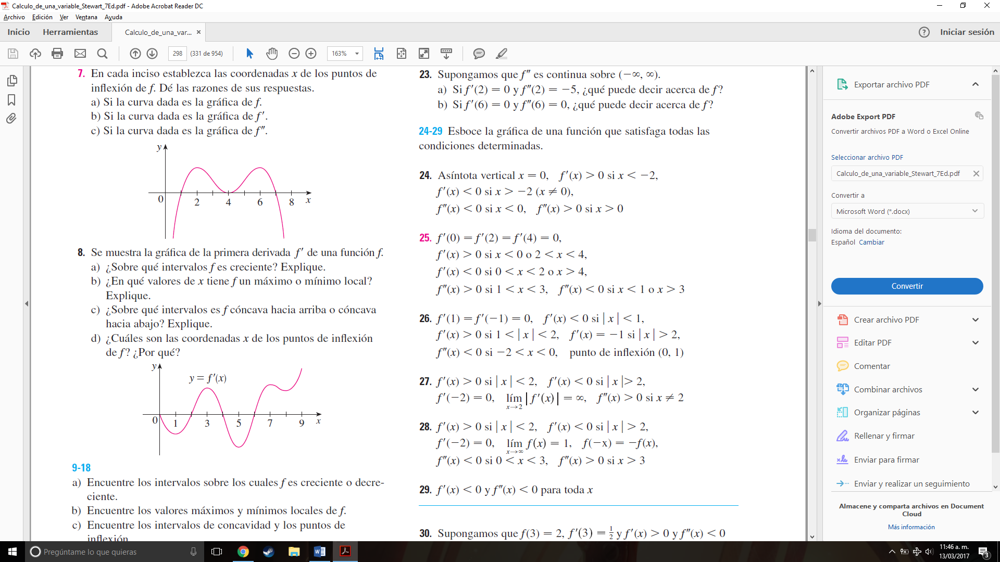 Calculo_de_una_variable_Stewart_7Ed.pdf - Adobe Acrobat Reader DC
Archivo Edición Ver Ventana Ayuda
Inicio Herramientas Calculo_de_una_var... × Iniciar sesión
298 (331 de 954) 163%
7. En cada inciso establezca las coordenadas x de los puntos de
inflexión de f. Dé las razones de sus respuestas.
a) Si la curva dada es la gráfica de f.
b) Si la curva dada es la gráfica de f′.
c) Si la curva dada es la gráfica de f″.
y
0 2 4 6 8 x
8. Se muestra la gráfica de la primera derivada f′ de una función f.
a) ¿Sobre qué intervalos f es creciente? Explique.
b) ¿En qué valores de x tiene f un máximo o mínimo local?
Explique.
c) ¿Sobre qué intervalos es f cóncava hacia arriba o cóncava
hacia abajo? Explique.
d) ¿Cuáles son las coordenadas x de los puntos de inflexión
de f? ¿Por qué?
y
y = f′(x)
0 1 3 5 7 9 x
9-18
a) Encuentre los intervalos sobre los cuales f es creciente o decre-
ciente.
b) Encuentre los valores máximos y mínimos locales de f.
c) Encuentre los intervalos de concavidad y los puntos de
inflexión.
23. Supongamos que f″ es continua sobre (−∞, ∞).
a) Si f′(2) = 0 y f″(2) = −5, ¿qué puede decir acerca de f?
b) Si f′(6) = 0 y f″(6) = 0, ¿qué puede decir acerca de f?
24-29 Esboce la gráfica de una función que satisfaga todas las
condiciones determinadas.
24. Asíntota vertical x = 0, f′(x) > 0 si x < −2,
f′(x) < 0 si x > −2 (x ≠ 0),
f″(x) < 0 si x < 0, f″(x) > 0 si x > 0
25. f′(0) = f′(2) = f′(4) = 0,
f′(x) > 0 si x < 0 o 2 < x < 4,
f′(x) < 0 si 0 < x < 2 o x > 4,
f″(x) > 0 si 1 < x < 3, f″(x) < 0 si x < 1 o x > 3
26. f′(1) = f′(−1) = 0, f′(x) < 0 si | x | < 1,
f′(x) > 0 si 1 < | x | < 2, f′(x) = −1 si | x | > 2,
f″(x) < 0 si −2 < x < 0, punto de inflexión (0, 1)
27. f′(x) > 0 si | x | < 2, f′(x) < 0 si | x | > 2,
f′(−2) = 0, lím x→2 | f′(x) | = ∞, f″(x) > 0 si x ≠ 2
28. f′(x) > 0 si | x | < 2, f′(x) < 0 si | x | > 2,
f′(−2) = 0, lím x→∞ f(x) = 1, f(−x) = −f(x),
f″(x) < 0 si 0 < x < 3, f″(x) > 0 si x > 3
29. f′(x) < 0 y f″(x) < 0 para toda x
30. Supongamos que f(3) = 2, f′(3) = 1/2 y f′(x) > 0 y f″(x) < 0
Exportar archivo PDF
Adobe Export PDF
Convertir archivos PDF a Word o Excel Online
Seleccionar archivo PDF
Calculo_de_una_variable_Stewart_7Ed.pdf
Convertir a
Microsoft Word (*.docx)
Idioma del documento:
Español Cambiar
Convertir
Crear archivo PDF
Editar PDF
Comentar
Combinar archivos
Organizar páginas
Rellenar y firmar
Enviar para firmar
Enviar y realizar un seguimiento
Almacene y comparta archivos en Document
Cloud
Más información
Pregúntame lo que quieras
11:46 a. m.
13/03/2017
3